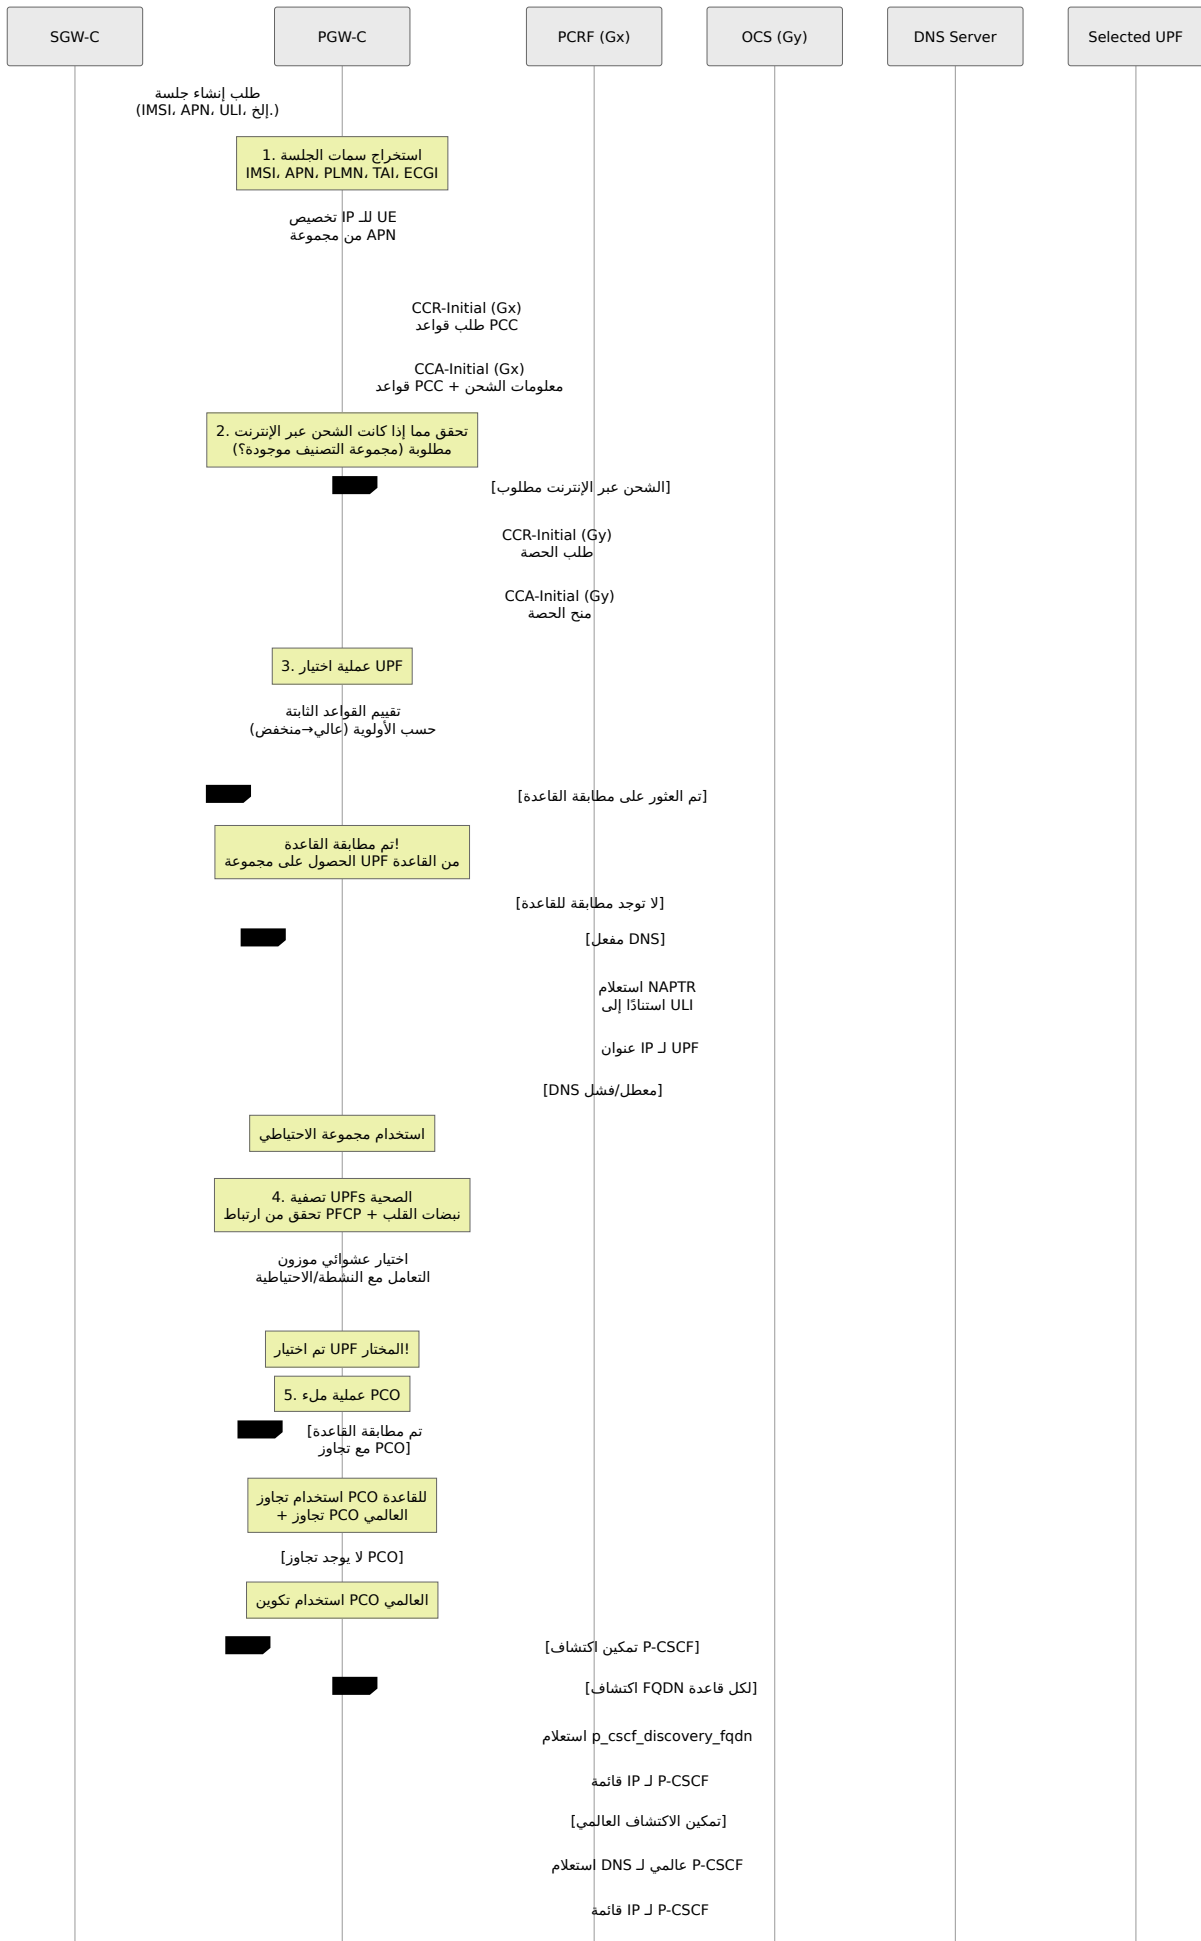 SGW-C
PGW-C
PCRF (Gx)
OCS (Gy)
DNS Server
Selected UPF
طلب إنشاء جلسة
(IMSI، APN، ULI، إلخ.)
1. استخراج سمات الجلسة
IMSI، APN، PLMN، TAI، ECGI
تخصيص IP للـ UE
من مجموعة APN
CCR-Initial (Gx)
طلب قواعد PCC
CCA-Initial (Gx)
قواعد PCC + معلومات الشحن
2. تحقق مما إذا كانت الشحن عبر الإنترنت
مطلوبة (مجموعة التصنيف موجودة؟)
[الشحن عبر الإنترنت مطلوب]
CCR-Initial (Gy)
طلب الحصة
CCA-Initial (Gy)
منح الحصة
3. عملية اختيار UPF
تقييم القواعد الثابتة
حسب الأولوية (عالي→منخفض)
[تم العثور على مطابقة القاعدة]
تم مطابقة القاعدة!
الحصول على مجموعة UPF من القاعدة
[لا توجد مطابقة للقاعدة]
[DNS مفعل]
استعلام NAPTR
استنادًا إلى ULI
عنوان IP لـ UPF
[DNS معطل/فشل]
استخدام مجموعة الاحتياطي
4. تصفية UPFs الصحية
تحقق من ارتباط PFCP + نبضات القلب
اختيار عشوائي موزون
التعامل مع النشطة/الاحتياطية
تم اختيار UPF المختار!
5. عملية ملء PCO
[تم مطابقة القاعدة
مع تجاوز PCO]
استخدام تجاوز PCO للقاعدة
+ تجاوز PCO العالمي
[لا يوجد تجاوز PCO]
استخدام تكوين PCO العالمي
[تمكين اكتشاف P-CSCF]
[اكتشاف FQDN لكل قاعدة]
استعلام p_cscf_discovery_fqdn
قائمة IP لـ P-CSCF
[تمكين الاكتشاف العالمي]
استعلام DNS عالمي لـ P-CSCF
قائمة IP لـ P-CSCF